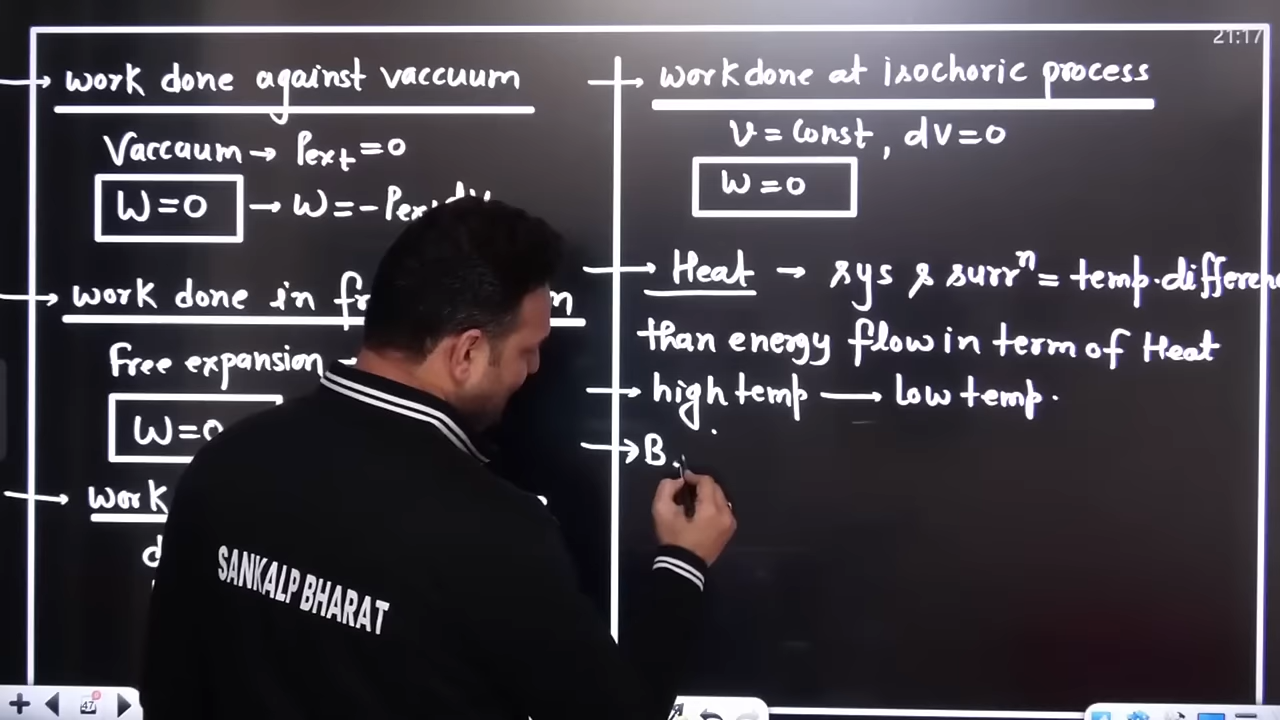 21:17
→ work done against vaccuum
Vaccaum → Pext = 0
W=0 → W = -Pext
→ work done in
Free expansion
W=0
→ work
→ work done at isochoric process
V = Const, dv=0
W=0
→ Heat → sys & surrⁿ = temp. differen
than energy flow in term of Heat
→ high temp → low temp.
→ B
SANKALP BHARAT
47